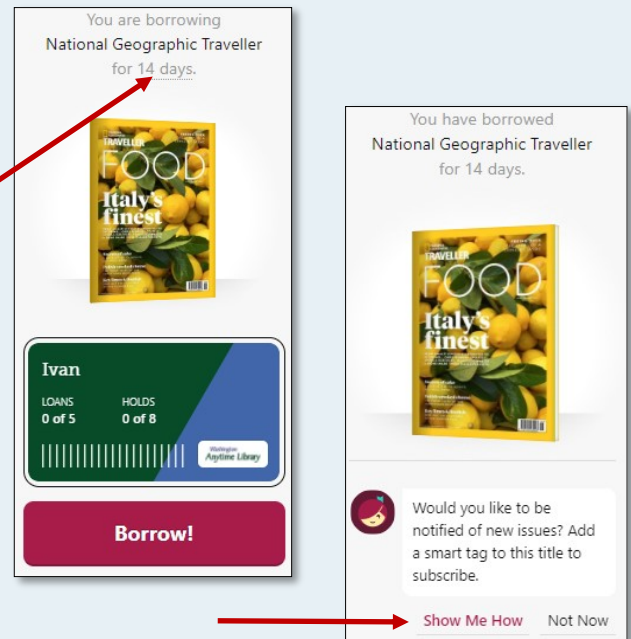 You are borrowing
National Geographic Traveller
for 14 days.
TRAVELLER
FOOD
Italy's
finest
Ivan
LOANS
HOLDS
0 of 5
0 of 8
Washington
Anytime Library
Borrow!
You have borrowed
National Geographic Traveller
for 14 days.
TRAVELLER
FOOD
Italy's
finest
Would you like to be
notified of new issues? Add
a smart tag to this title to
subscribe.
Show Me How
Not Now